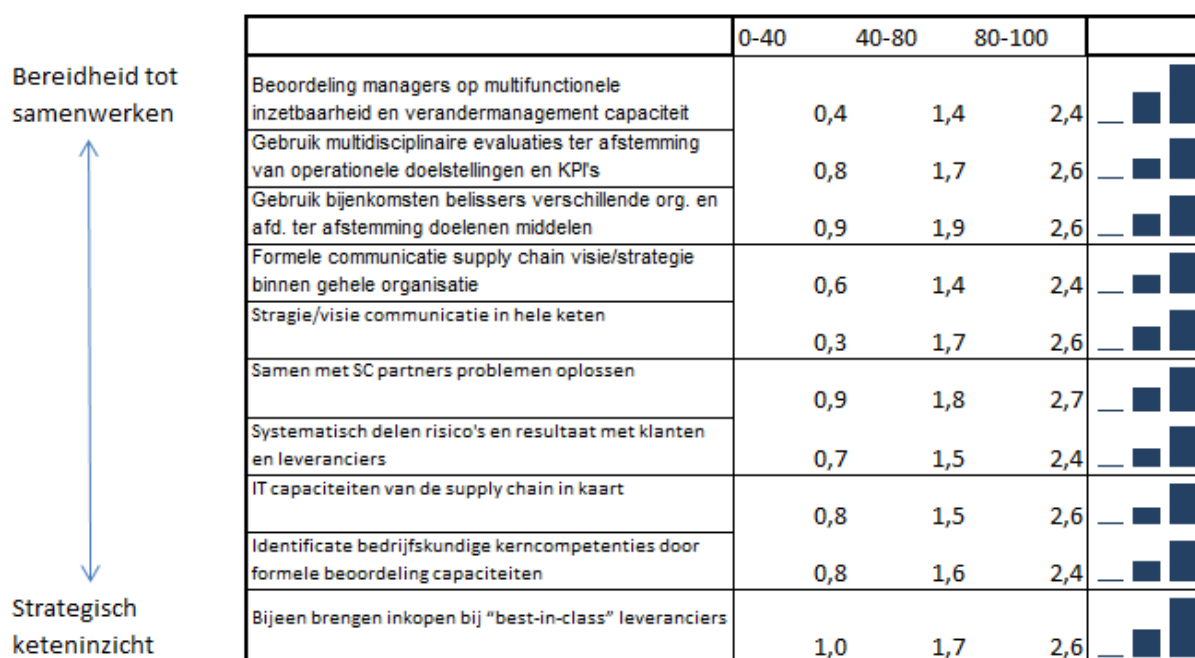 0-40 40-80 80-100
Bereidheid tot
samenwerken
Beoordeling managers op multifunctionele
inzetbaarheid en verandermanagement capaciteit 0,4 1,4 2,4
Gebruik multidisciplinaire evaluaties ter afstemming
van operationele doelstellingen en KPI's 0,8 1,7 2,6
Gebruik bijenkomsten belissers verschillende org. en
afd. ter afstemming doelenen middelen 0,9 1,9 2,6
Formele communicatie supply chain visie/strategie
binnen gehele organisatie 0,6 1,4 2,4
Stragie/visie communicatie in hele keten
0,3 1,7 2,6
Samen met SC partners problemen oplossen
0,9 1,8 2,7
Systematisch delen risico's en resultaat met klanten
en leveranciers 0,7 1,5 2,4
IT capaciteiten van de supply chain in kaart
0,8 1,5 2,6
Identificate bedrijfskundige kerncompetenties door
formele beoordeling capaciteiten 0,8 1,6 2,4
Strategisch
keteninzicht
Bijeen brengen inkopen bij “best-in-class” leveranciers
1,0 1,7 2,6